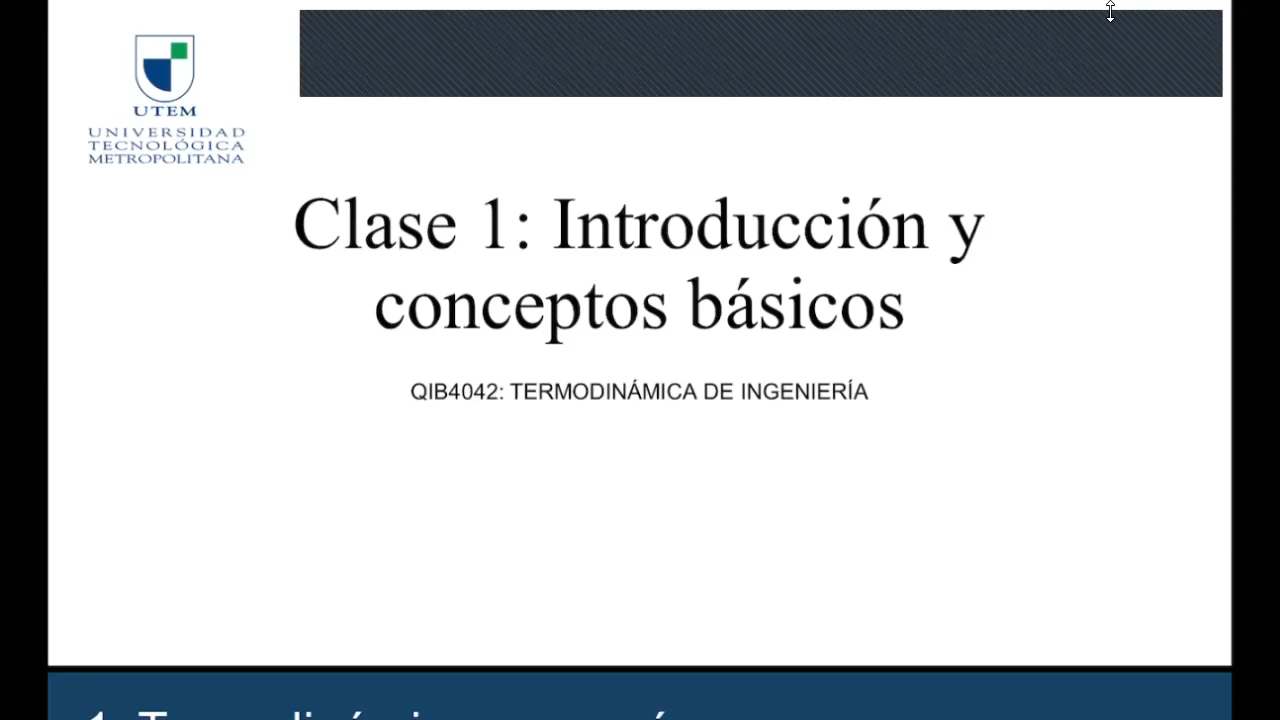 UTEM
UNIVERSIDAD
TECNOLÓGICA
METROPOLITANA
Clase 1: Introducción y
conceptos básicos
QIB4042: TERMODINÁMICA DE INGENIERÍA